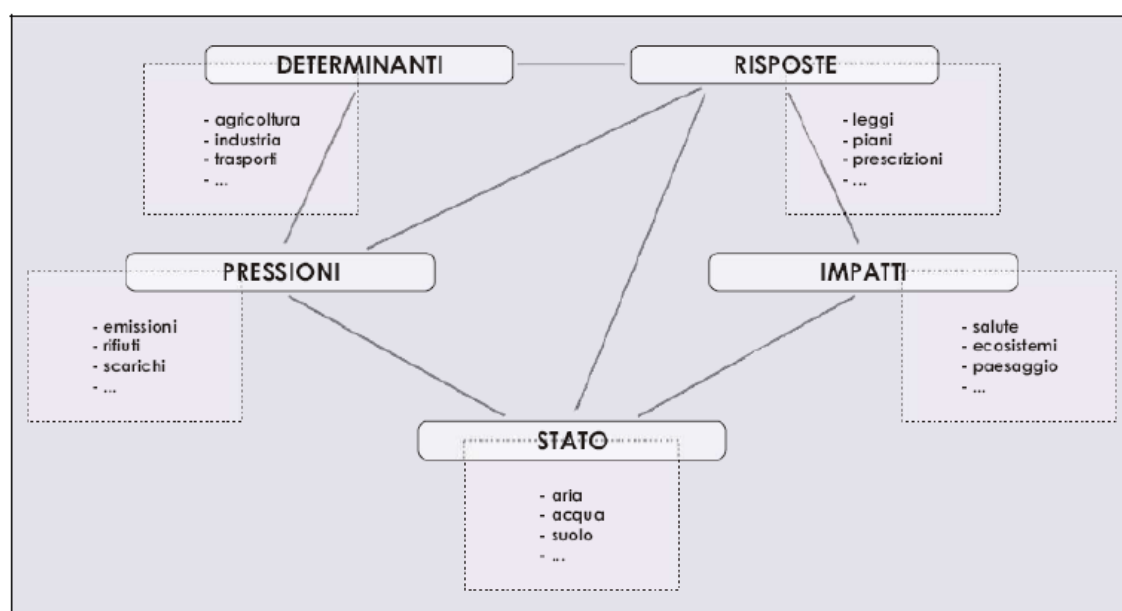 DETERMINANTI
- agricoltura
- industria
- trasporti
- ...
RISPOSTE
- leggi
- piani
- prescrizioni
- ...
PRESSIONI
- emissioni
- rifiuti
- scarichi
- ...
IMPATTI
- salute
- ecosistemi
- paesaggio
- ...
STATO
- aria
- acqua
- suolo
- ...